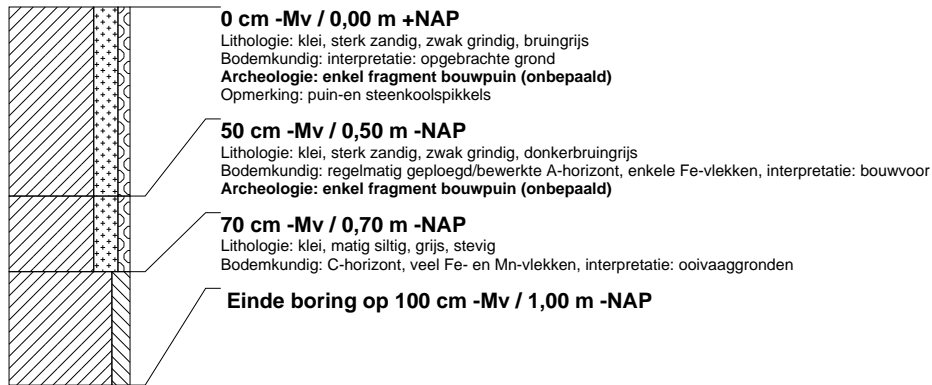 0 cm -Mv / 0,00 m +NAP
Lithologie: klei, sterk zandig, zwak grindig, bruingrijs
Bodemkundig: interpretatie: opgebrachte grond
Archeologie: enkel fragment bouwpuin (onbepaald)
Opmerking: puin-en steenkoolspikkels
50 cm -Mv / 0,50 m -NAP
Lithologie: klei, sterk zandig, zwak grindig, donkerbruingrijs
Bodemkundig: regelmatig geploegd/bewerkte A-horizont, enkele Fe-vlekken, interpretatie: bouwvoor
Archeologie: enkel fragment bouwpuin (onbepaald)
70 cm -Mv / 0,70 m -NAP
Lithologie: klei, matig siltig, grijs, stevig
Bodemkundig: C-horizont, veel Fe- en Mn-vlekken, interpretatie: ooivaaggronden
Einde boring op 100 cm -Mv / 1,00 m -NAP